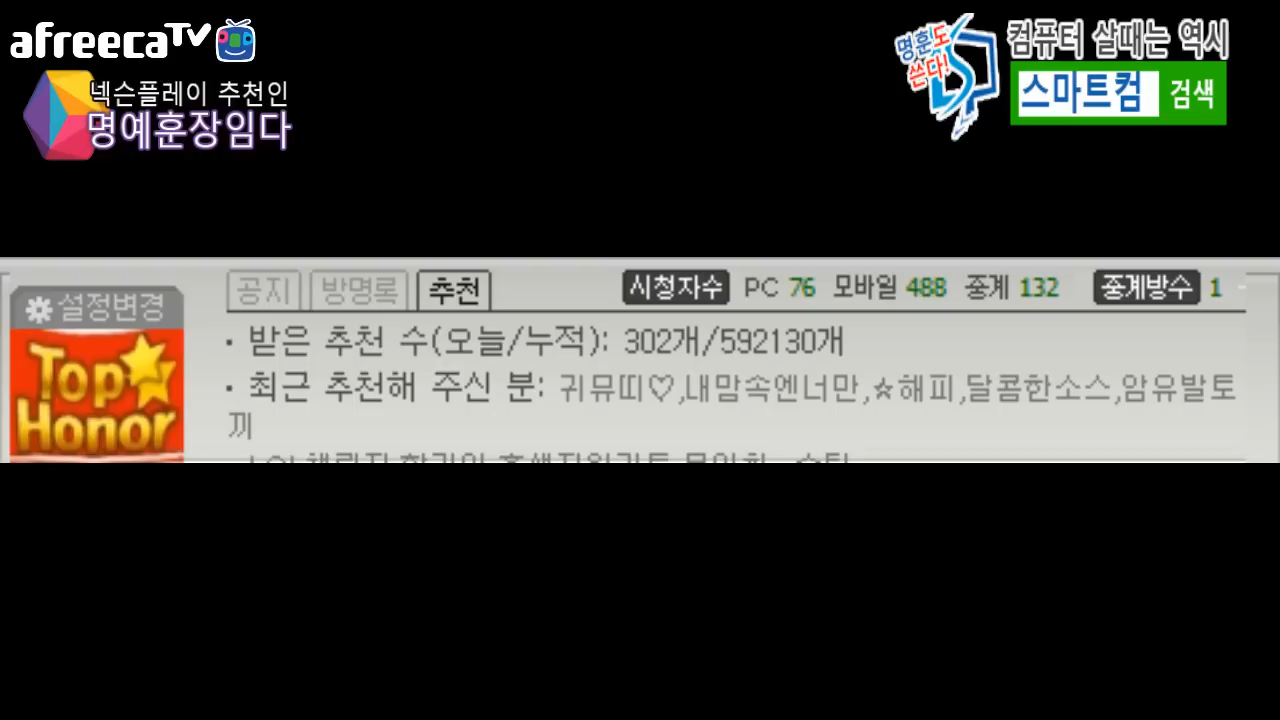 afreecaTV
넥슨플레이 추천인
명예훈장임다
명훈도
쓴다!
컴퓨터 살때는 역시
스마트컴 검색
설정변경
Top
Honor
공지 방명록 추천 시청자수 PC 76 모바일 488 중계 132 중계방수 1
· 받은 추천 수(오늘/누적): 302개/592130개
· 최근 추천해 주신 분: 귀뮤띠♡,내맘속엔너만,☆해피,달콤한소스,암유발토
끼